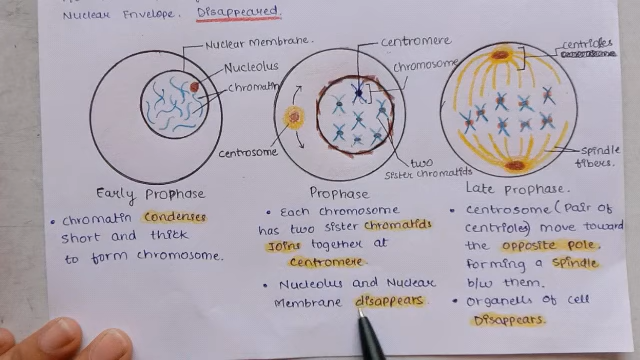 Nuclear Envelope. Disappeared.
Nuclear Membrane.
Nucleolus
chromatin
centromere
chromosome
centrosome
two
sister chromatids
centrioles
spindle
fibers.
Early Prophase
• chromatin condenses
short and thick
to form chromosome.
Prophase
• Each chromosome
has two sister chromatids
Joins together at
centromere.
• Nucleolus and Nuclear
Membrane disappears
Late Prophase.
• centrosome (Pair of
centrioles) move toward
the opposite pole.
forming a spindle
b/w them.
• Organells of cell
Disappears.